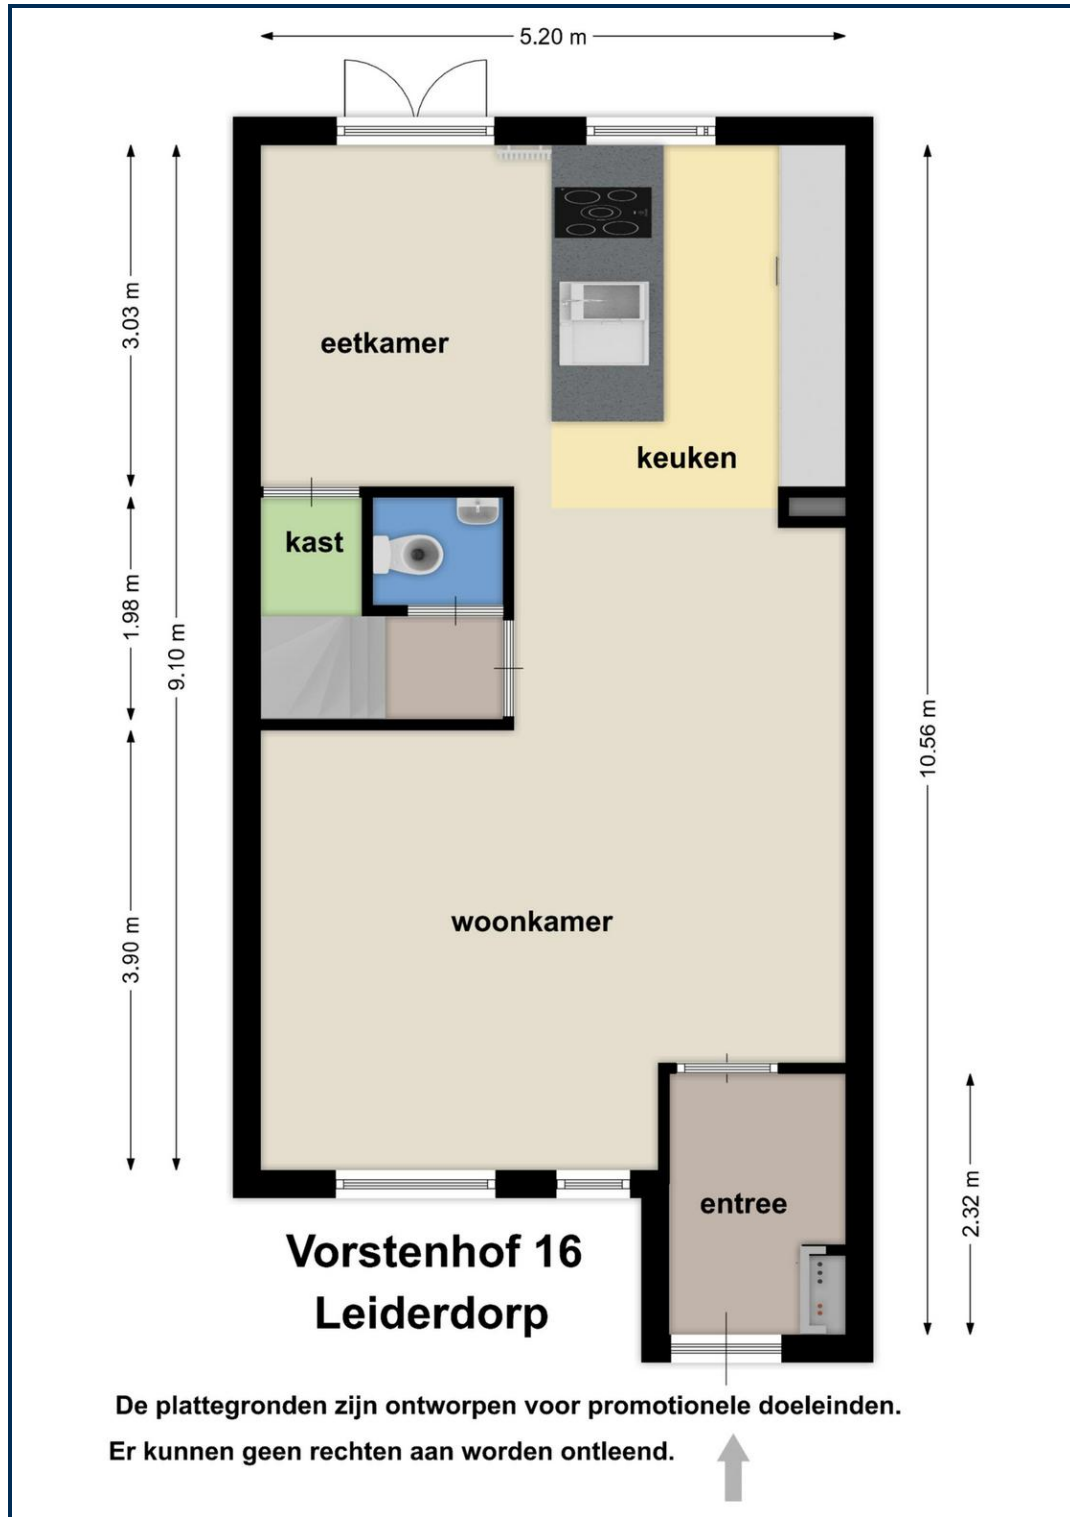 5.20 m
3.03 m
eetkamer
keuken
kast
1.98 m
9.10 m
10.56 m
woonkamer
3.90 m
entree
2.32 m
Vorstenhof 16
Leiderdorp
De plattegronden zijn ontworpen voor promotionele doeleinden.
Er kunnen geen rechten aan worden ontleend.